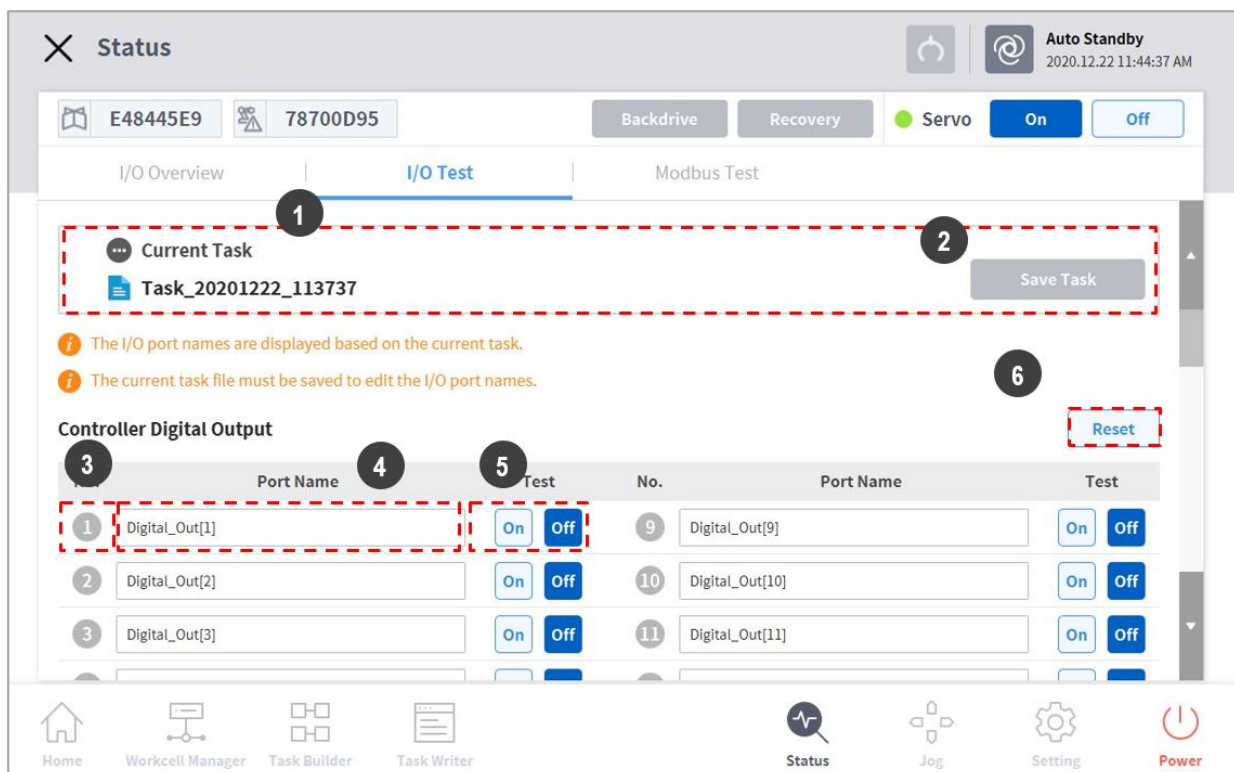 Status
Auto Standby
2020.12.22 11:44:37 AM
E48445E9 78700D95 Backdrive Recovery Servo On Off
I/O Overview I/O Test Modbus Test
1
2
Current Task
Task_20201222_113737
Save Task
The I/O port names are displayed based on the current task.
The current task file must be saved to edit the I/O port names.
6
Controller Digital Output Reset
3 4 5
Port Name Test No. Port Name Test
1 Digital_Out[1] On Off 9 Digital_Out[9] On Off
2 Digital_Out[2] On Off 10 Digital_Out[10] On Off
3 Digital_Out[3] On Off 11 Digital_Out[11] On Off
Home Workcell Manager Task Builder Task Writer Status Jog Setting Power